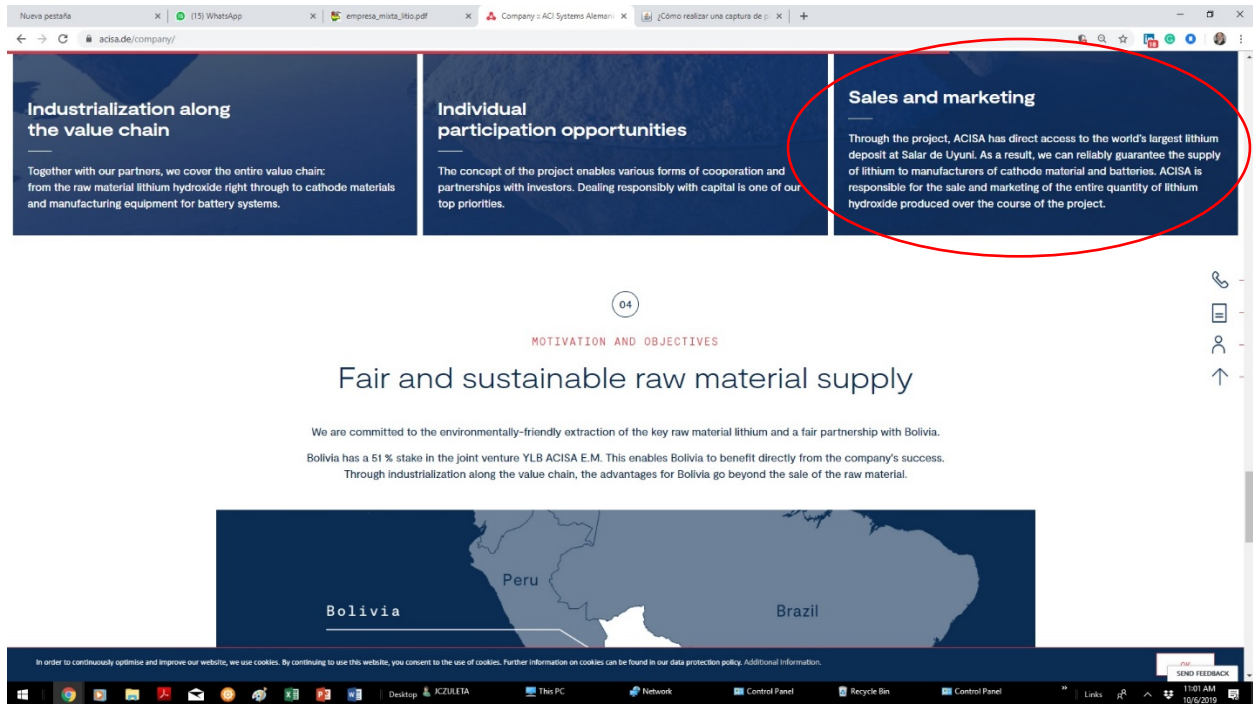 Nueva pestaña
(15) WhatsApp
empresa_mixta_litio.pdf
Company :: ACI Systems Alemani
¿Cómo realizar una captura de p
acisa.de/company/
18
Industrialization along
the value chain
Together with our partners, we cover the entire value chain:
from the raw material lithium hydroxide right through to cathode materials
and manufacturing equipment for battery systems.
Individual
participation opportunities
The concept of the project enables various forms of cooperation and
partnerships with investors. Dealing responsibly with capital is one of our
top priorities.
Sales and marketing
Through the project, ACISA has direct access to the world's largest lithium
deposit at Salar de Uyuni. As a result, we can reliably guarantee the supply
of lithium to manufacturers of cathode material and batteries. ACISA is
responsible for the sale and marketing of the entire quantity of lithium
hydroxide produced over the course of the project.
04
MOTIVATION AND OBJECTIVES
Fair and sustainable raw material supply
We are committed to the environmentally-friendly extraction of the key raw material lithium and a fair partnership with Bolivia.
Bolivia has a 51 % stake in the joint venture YLB ACISA E.M. This enables Bolivia to benefit directly from the company's success.
Through industrialization along the value chain, the advantages for Bolivia go beyond the sale of the raw material.
Peru
Bolivia
Brazil
In order to continuously optimise and improve our website, we use cookies. By continuing to use this website, you consent to the use of cookies. Further information on cookies can be found in our data protection policy. Additional Information.
SEND FEEDBACK
Desktop
JCZULETA
This PC
Network
Control Panel
Recycle Bin
Control Panel
Links
11:01 AM
10/6/2019